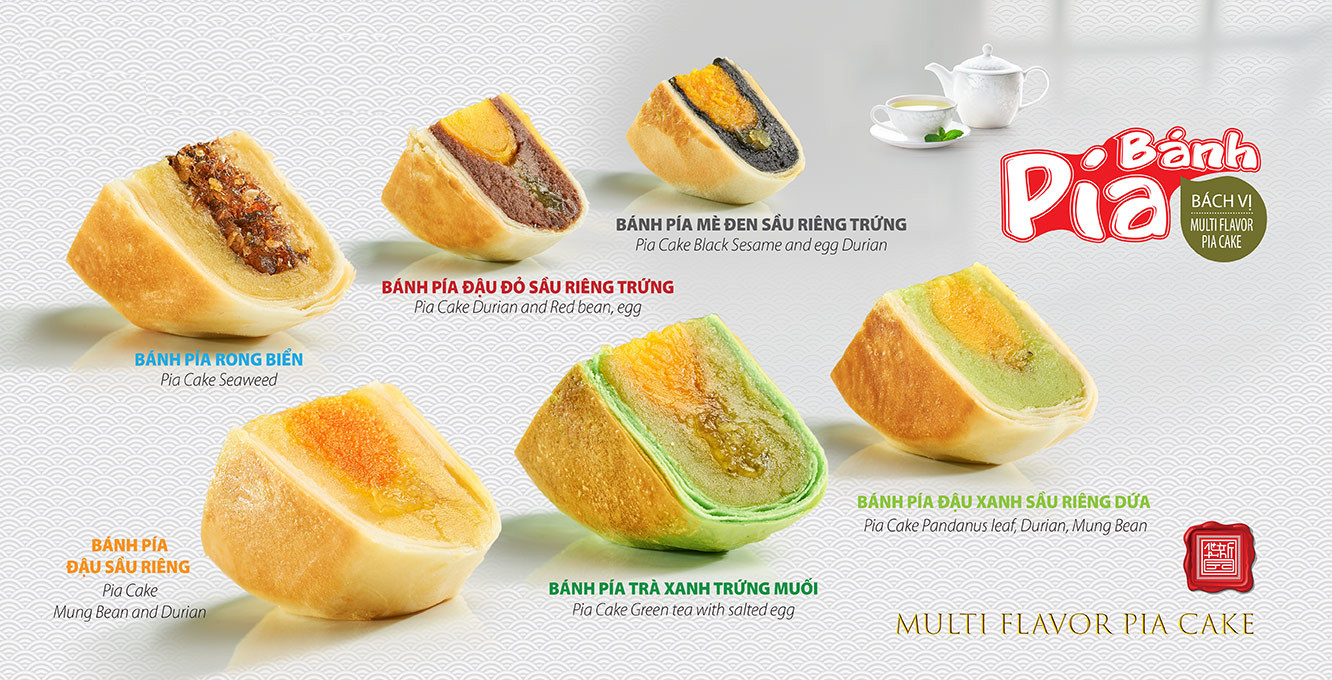 Bánh
Pía
BÁCH VỊ
MULTI FLAVOR
PIA CAKE
BÁNH PÍA MÈ ĐEN SẦU RIÊNG TRỨNG
Pia Cake Black Sesame and egg Durian
BÁNH PÍA ĐẬU ĐỎ SẦU RIÊNG TRỨNG
Pia Cake Durian and Red bean, egg
BÁNH PÍA RONG BIỂN
Pia Cake Seaweed
BÁNH PÍA ĐẬU XANH SẦU RIÊNG DỨA
Pia Cake Pandanus leaf, Durian, Mung Bean
BÁNH PÍA
ĐẬU SẦU RIÊNG
Pia Cake
Mung Bean and Durian
BÁNH PÍA TRÀ XANH TRỨNG MUỐI
Pia Cake Green tea with salted egg
MULTI FLAVOR PIA CAKE